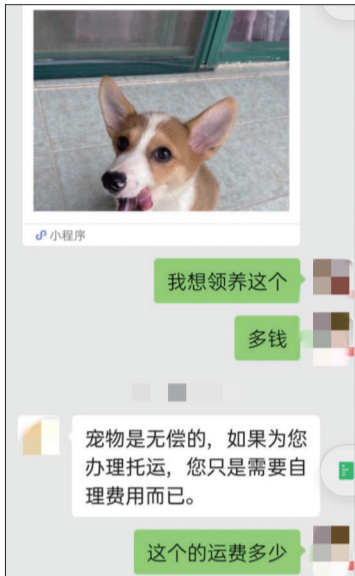 小程序
我想领养这个
多钱
宠物是无偿的，如果为您
办理托运，您只是需要自
理费用而已。
这个的运费多少